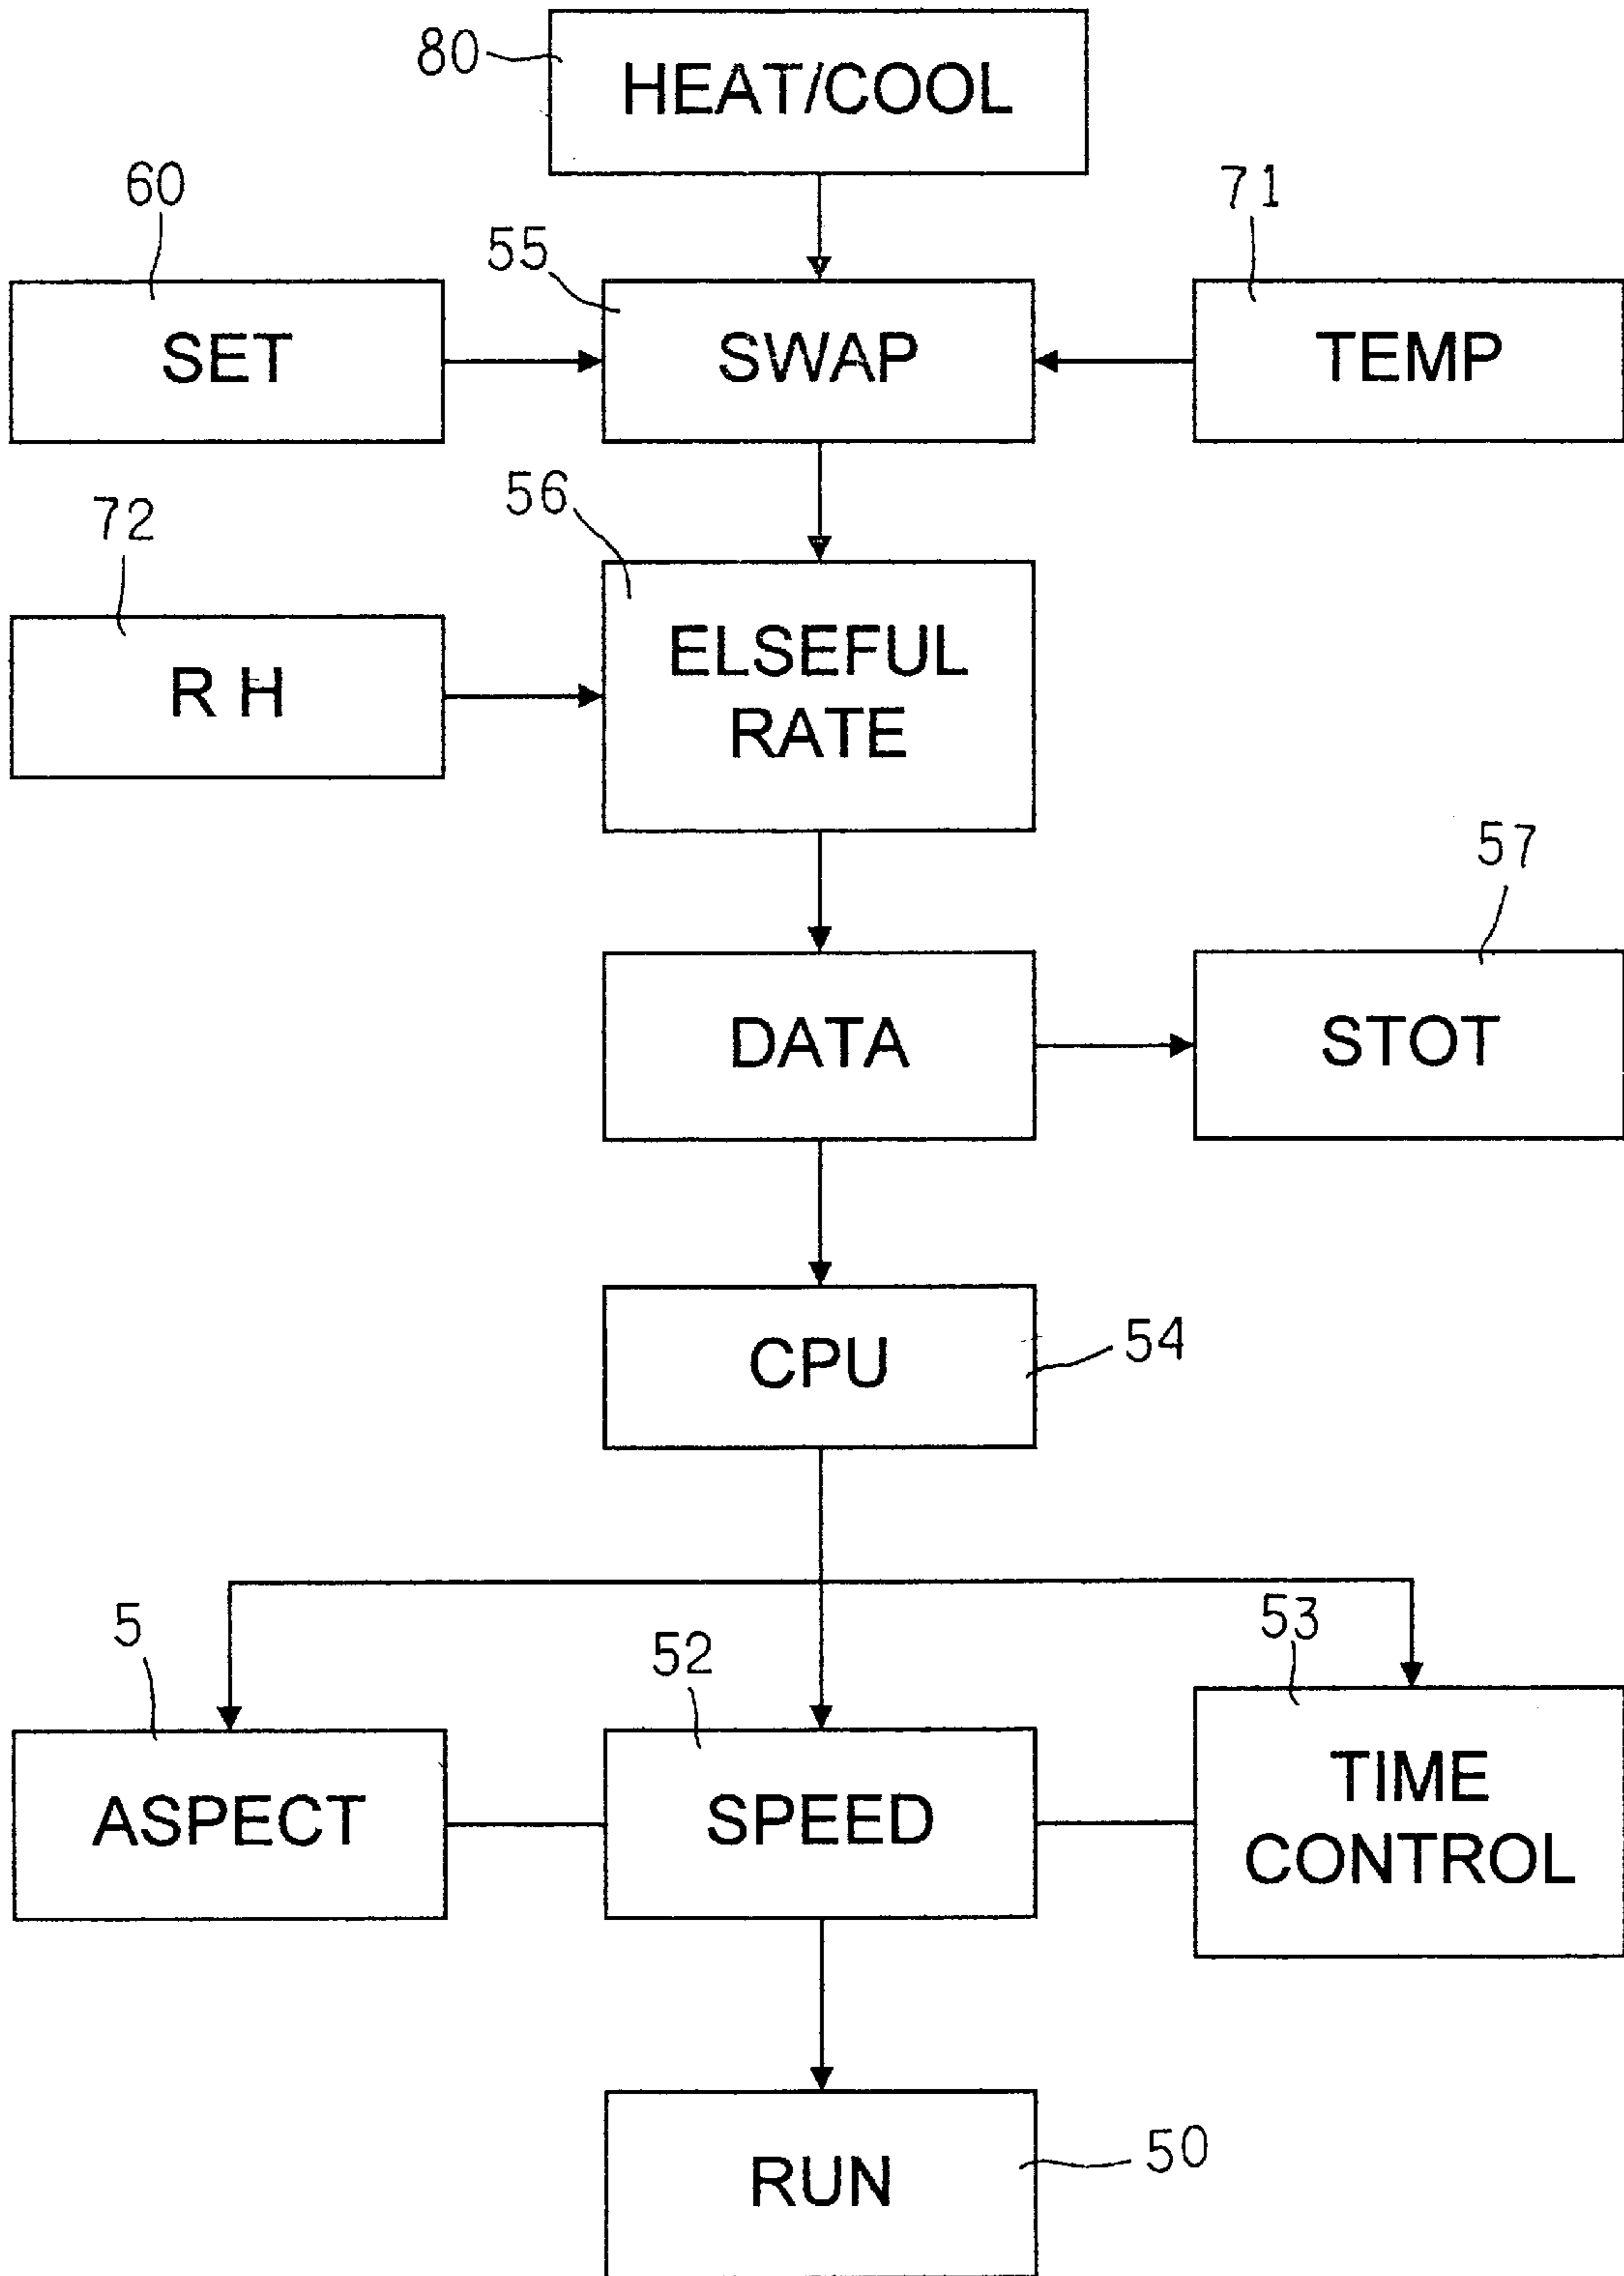 80
HEAT/COOL
60
55
71
SET
SWAP
TEMP
72
56
R H
ELSEFUL
RATE
57
DATA
STOT
CPU
54
5
52
53
ASPECT
SPEED
TIME
CONTROL
RUN
50